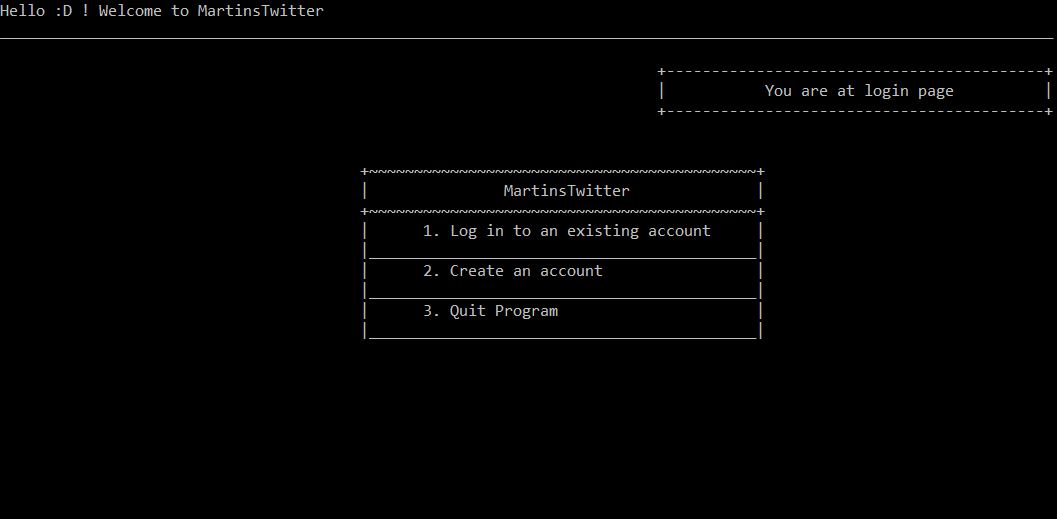 Hello :D ! Welcome to MartinsTwitter
You are at login page
MartinsTwitter
1. Log in to an existing account
2. Create an account
3. Quit Program